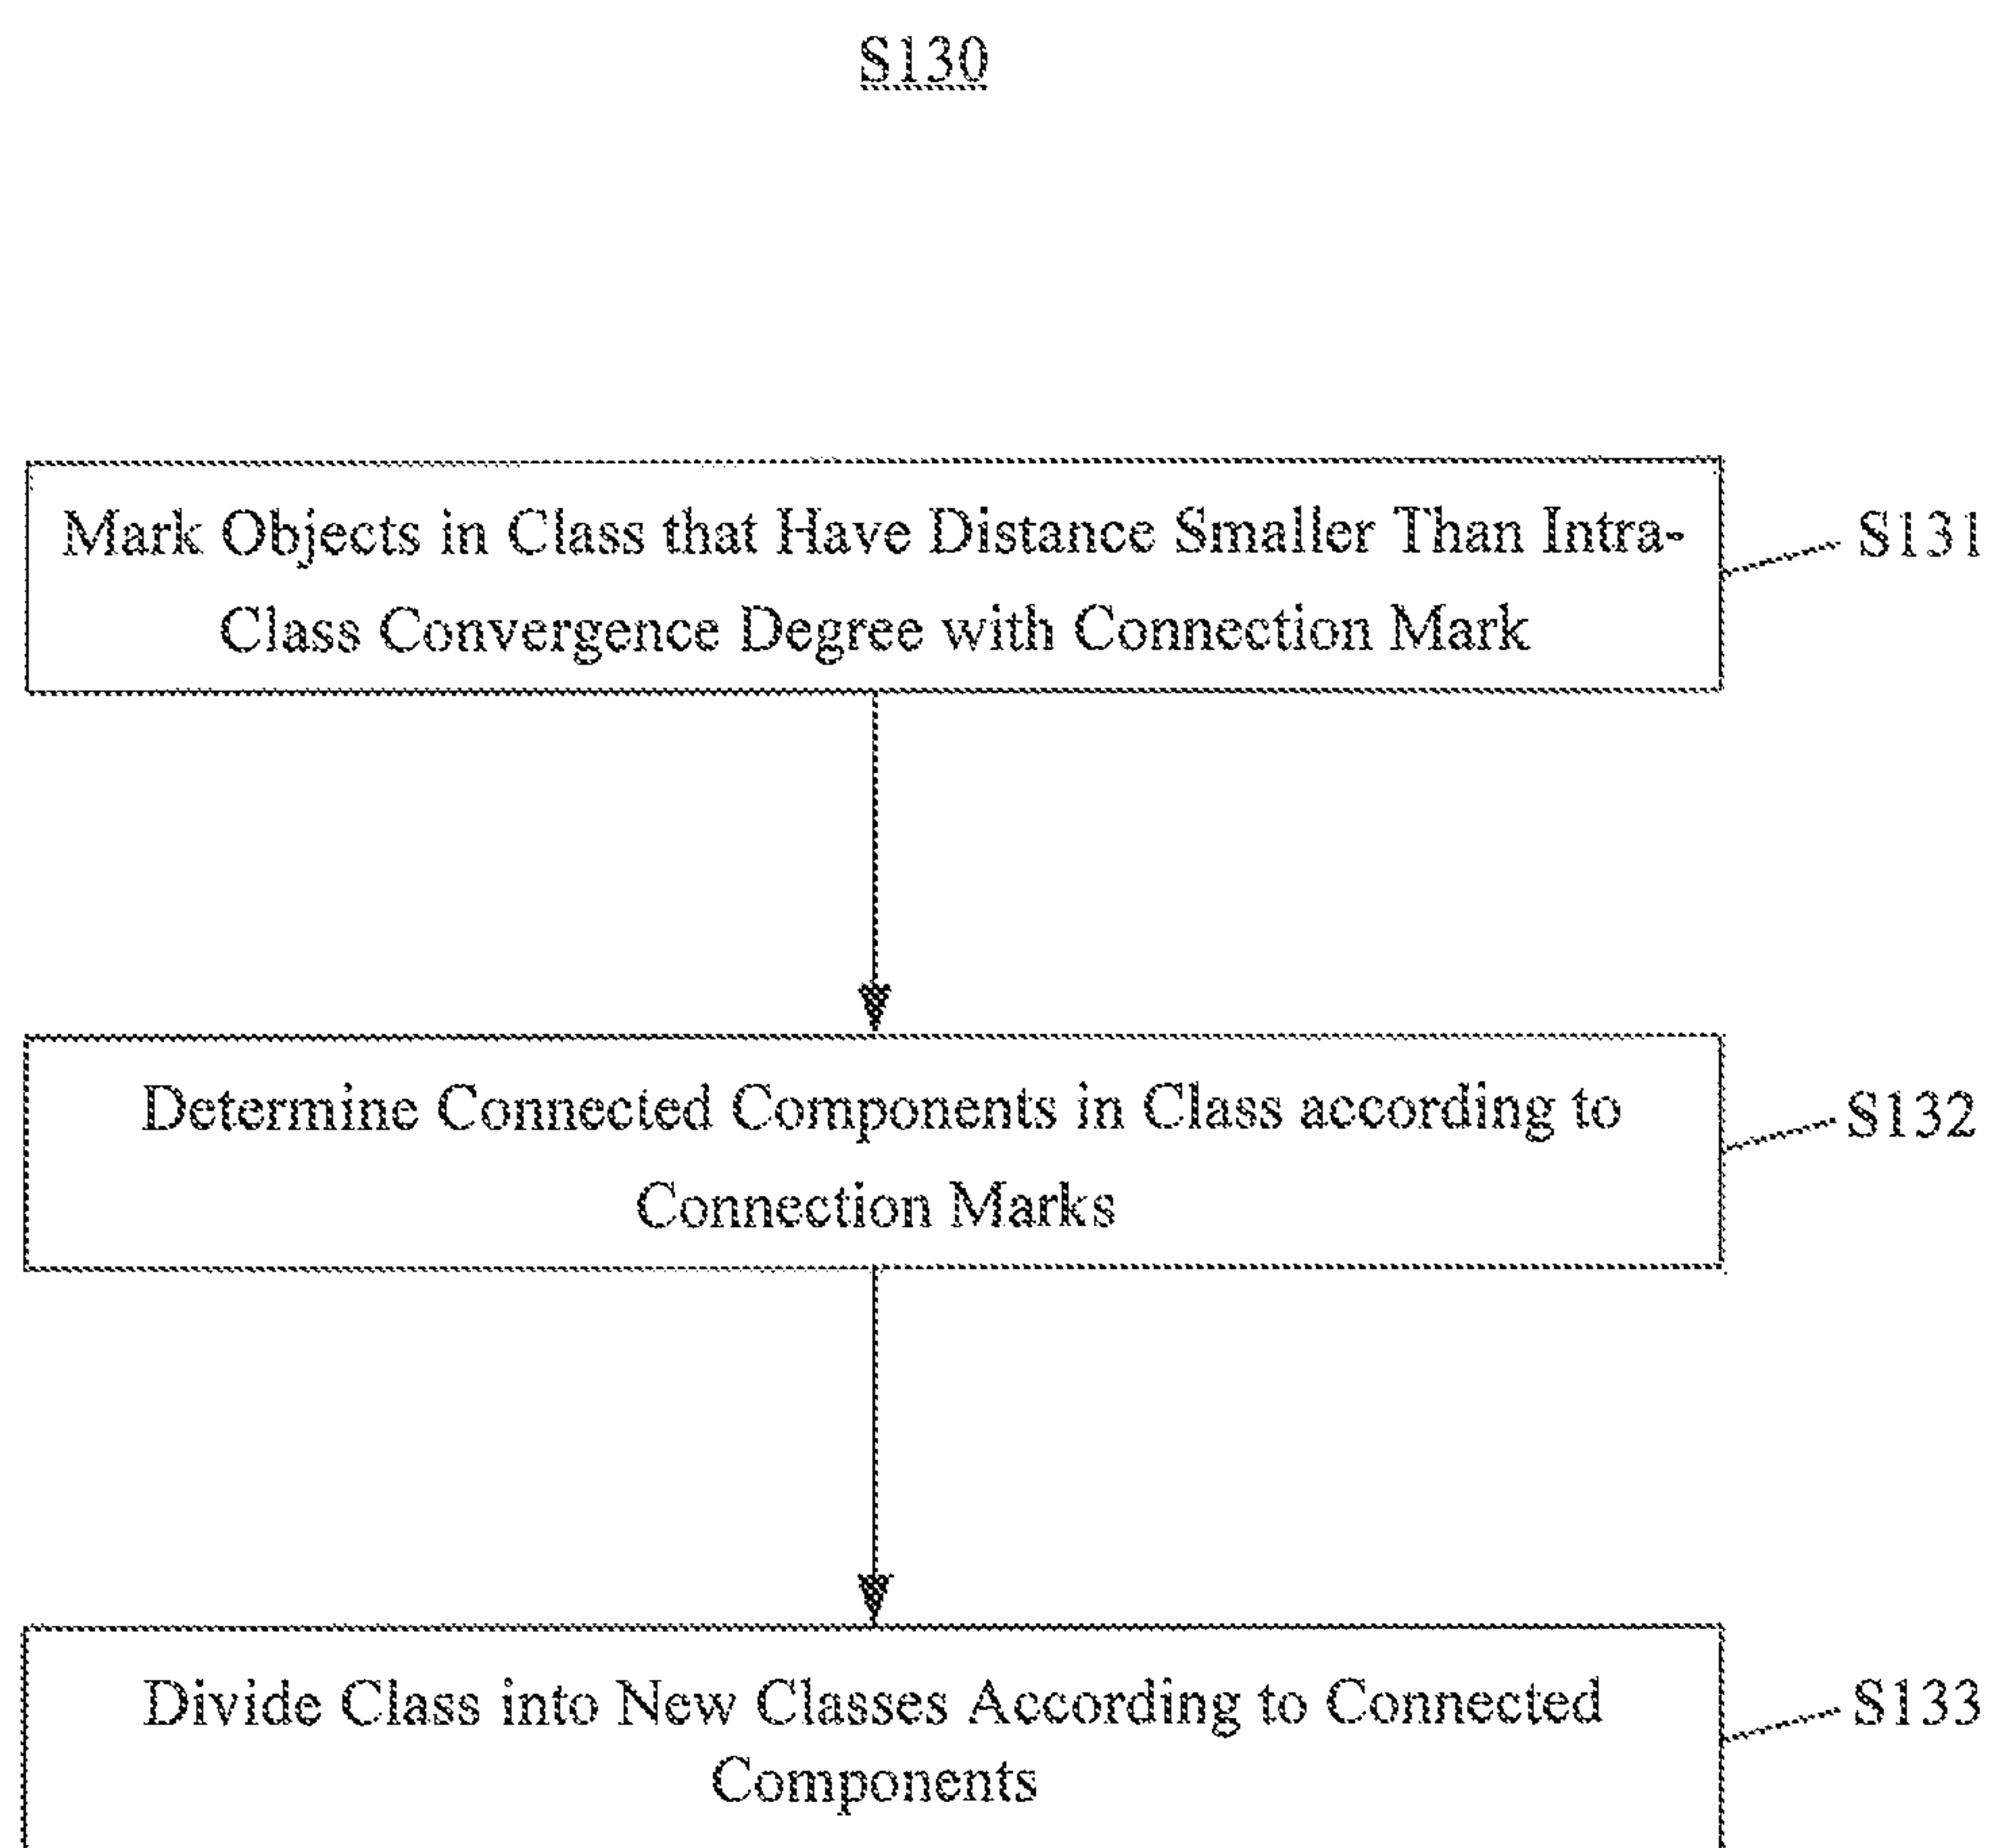 S130
Mark Objects in Class that Have Distance Smaller Than Intra-
Class Convergence Degree with Connection Mark
S131
Determine Connected Components in Class according to
Connection Marks
S132
Divide Class into New Classes According to Connected
Components
S133